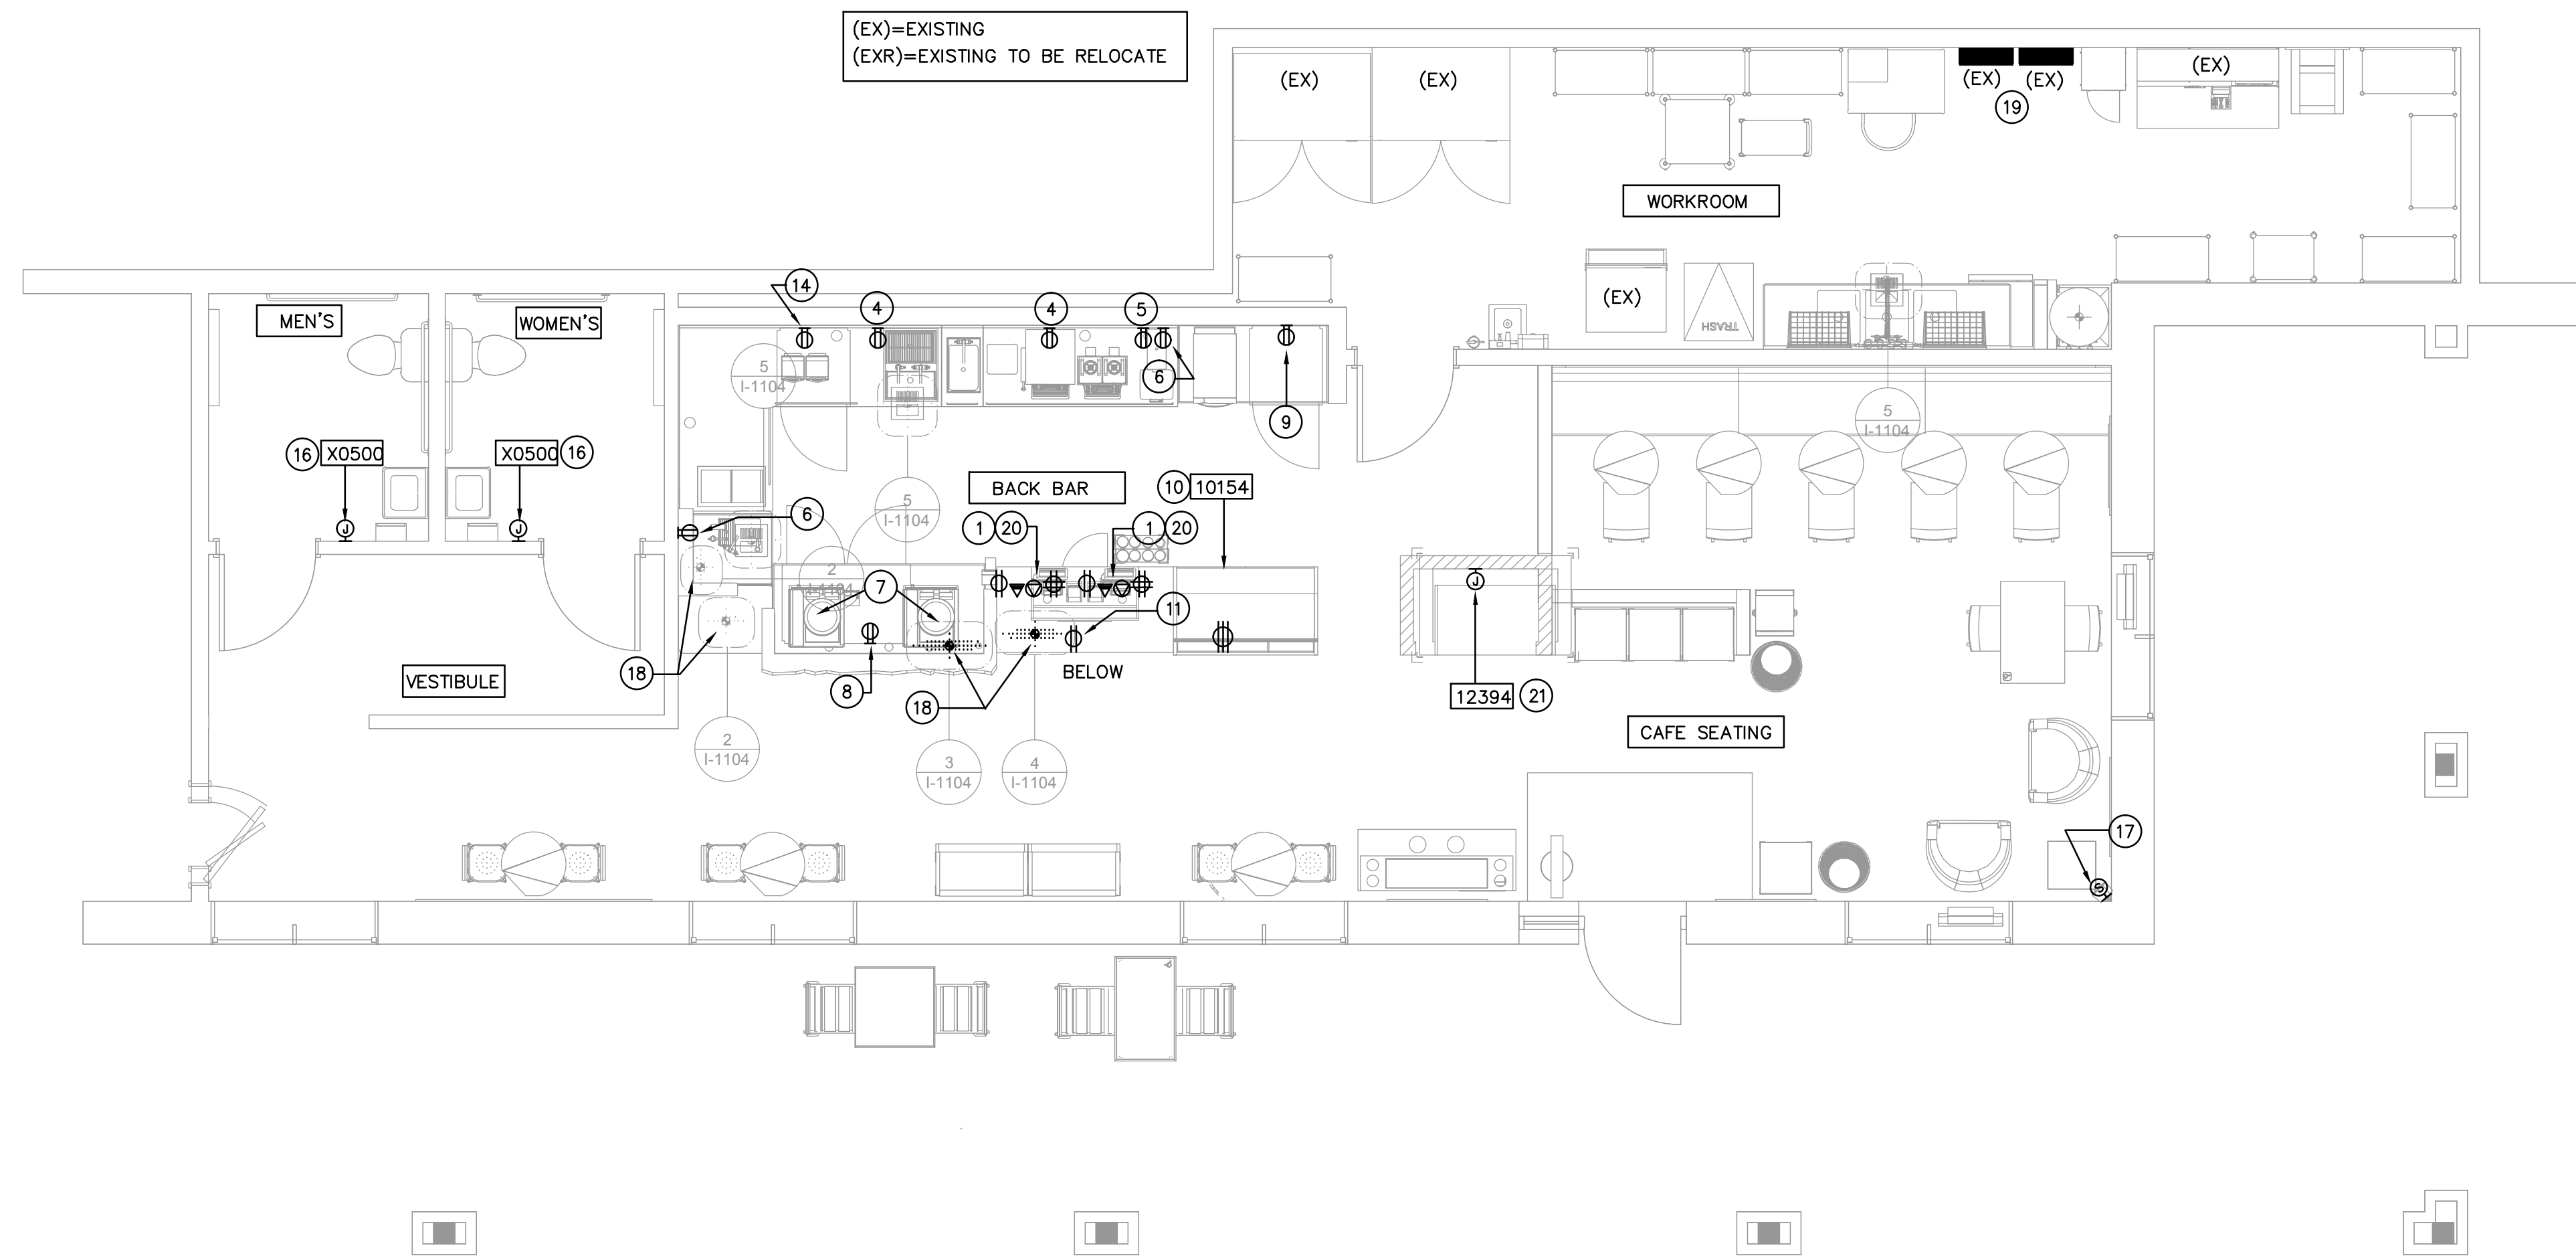 (EX)=EXISTING
(EXR)=EXISTING TO BE RELOCATE
(EX)
(EX)
(EX)
(EX)
(EX)
19
WORKROOM
(EX)
TRASH
MEN'S
WOMEN'S
14
4
4
5
6
9
5
I-1104
5
I-1104
5
I-1104
16
X0500
X0500
16
BACK BAR
10
10154
6
1
20
1
20
2
I-1104
7
11
8
BELOW
18
18
VESTIBULE
12394
21
CAFE SEATING
2
I-1104
3
I-1104
4
I-1104
17
J
J
J
S